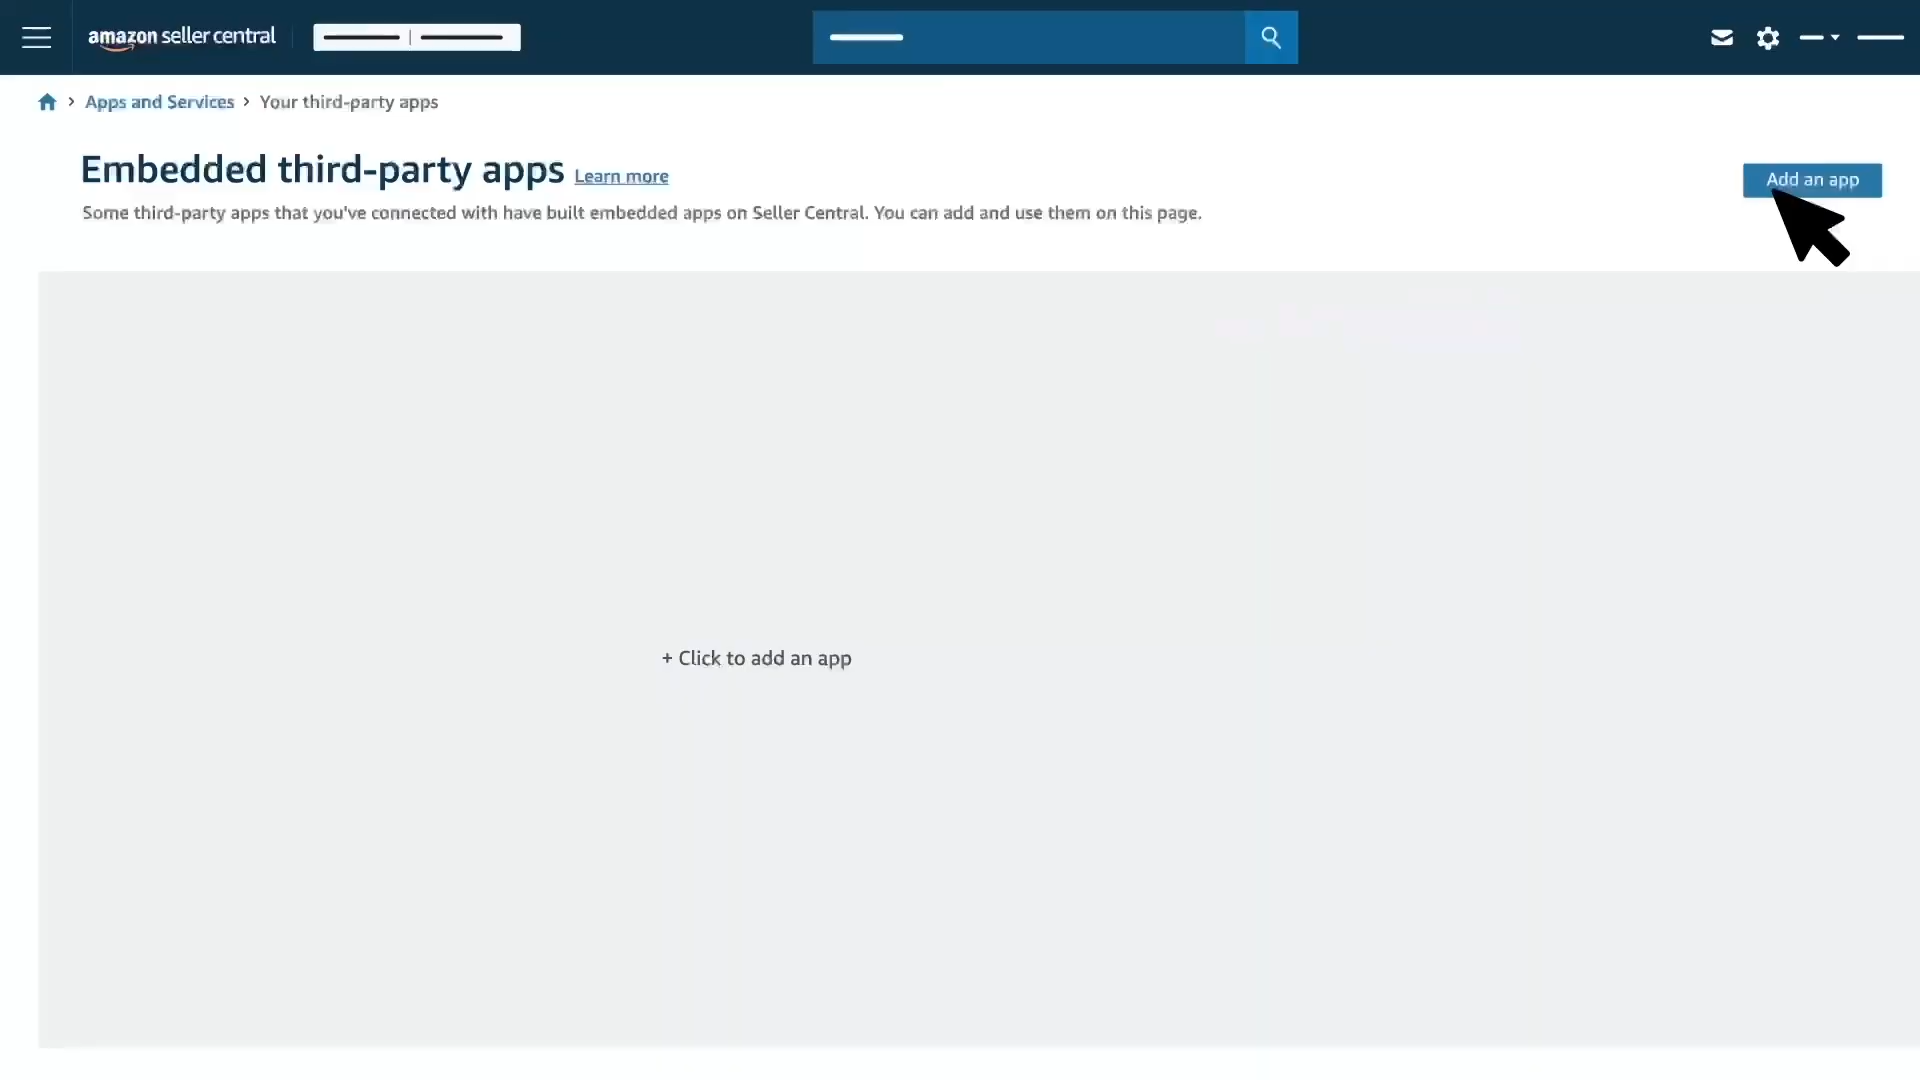 amazon seller central
Apps and Services > Your third-party apps
Embedded third-party apps Learn more
Add an app
Some third-party apps that you've connected with have built embedded apps on Seller Central. You can add and use them on this page.
+ Click to add an app